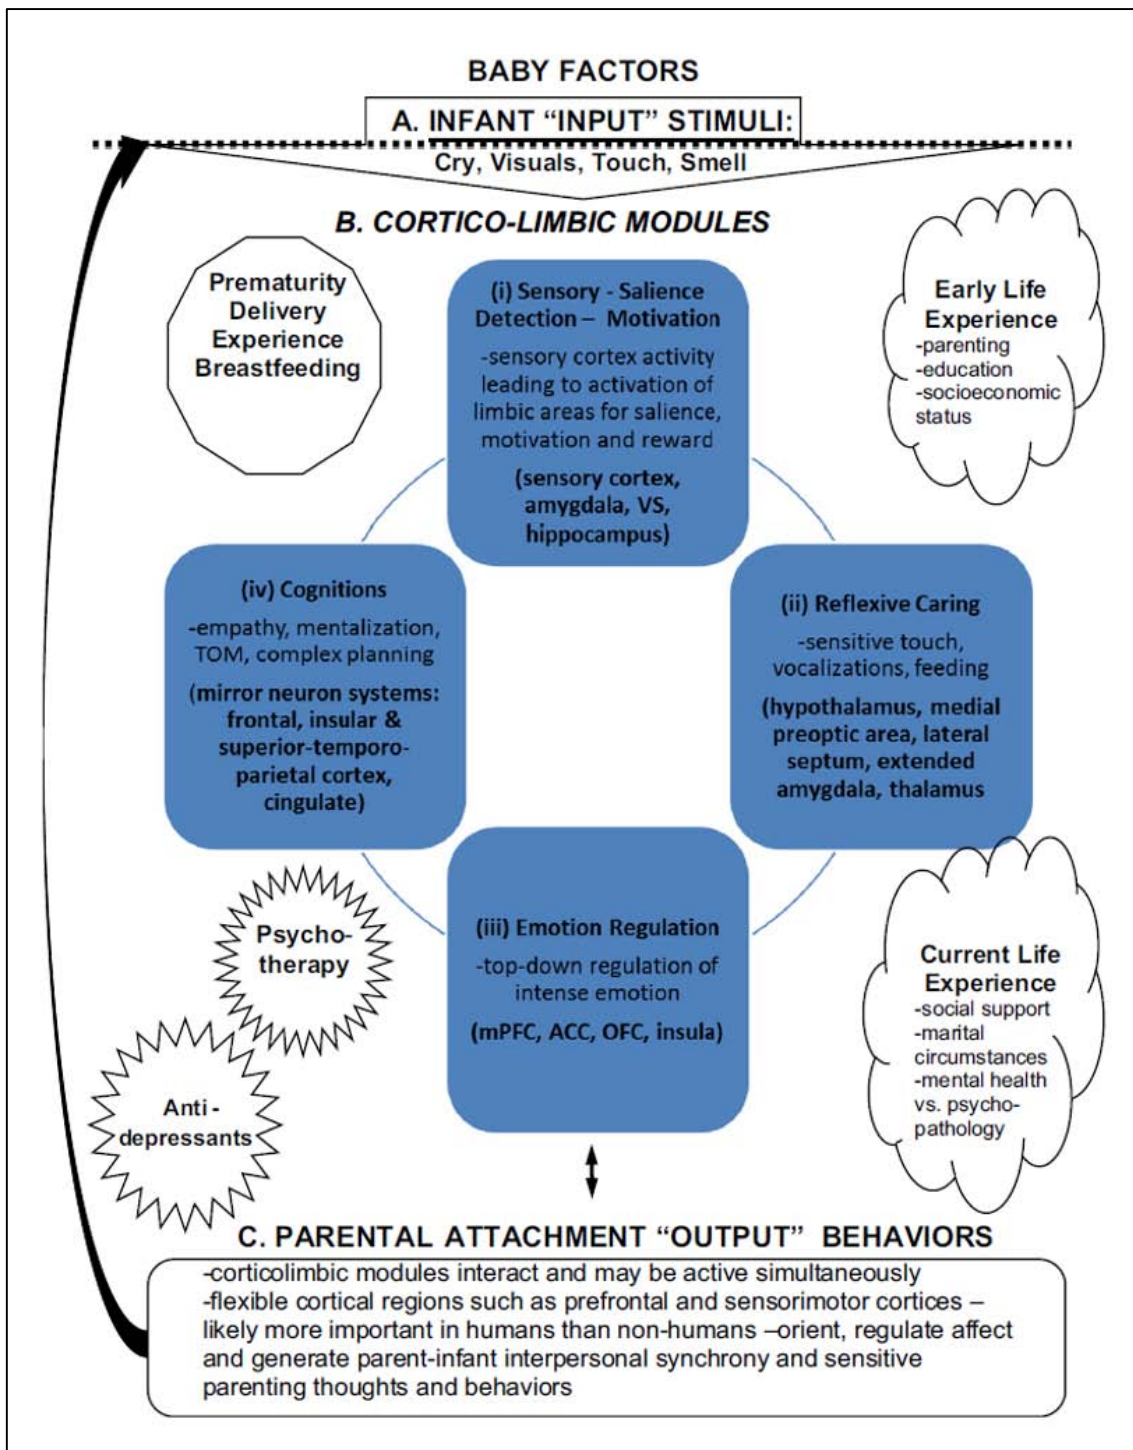 BABY FACTORS
A. INFANT “INPUT” STIMULI:
Cry, Visuals, Touch, Smell
B. CORTICO-LIMBIC MODULES
Prematurity
Delivery
Experience
Breastfeeding
(i) Sensory - Salience
Detection – Motivation
-sensory cortex activity
leading to activation of
limbic areas for salience,
motivation and reward
(sensory cortex,
amygdala, VS,
hippocampus)
Early Life
Experience
-parenting
-education
-socioeconomic
status
(iv) Cognitions
-empathy, mentalization,
TOM, complex planning
(mirror neuron systems:
frontal, insular &
superior-temporo-
parietal cortex,
cingulate)
(ii) Reflexive Caring
-sensitive touch,
vocalizations, feeding
(hypothalamus, medial
preoptic area, lateral
septum, extended
amygdala, thalamus
(iii) Emotion Regulation
-top-down regulation of
intense emotion
(mPFC, ACC, OFC, insula)
Psycho-
therapy
Anti -
-depressants
Current Life
Experience
-social support
-marital
circumstances
-mental health
vs. psycho-
pathology
C. PARENTAL ATTACHMENT “OUTPUT” BEHAVIORS
-corticolimbic modules interact and may be active simultaneously
-flexible cortical regions such as prefrontal and sensorimotor cortices –
likely more important in humans than non-humans –orient, regulate affect
and generate parent-infant interpersonal synchrony and sensitive
parenting thoughts and behaviors